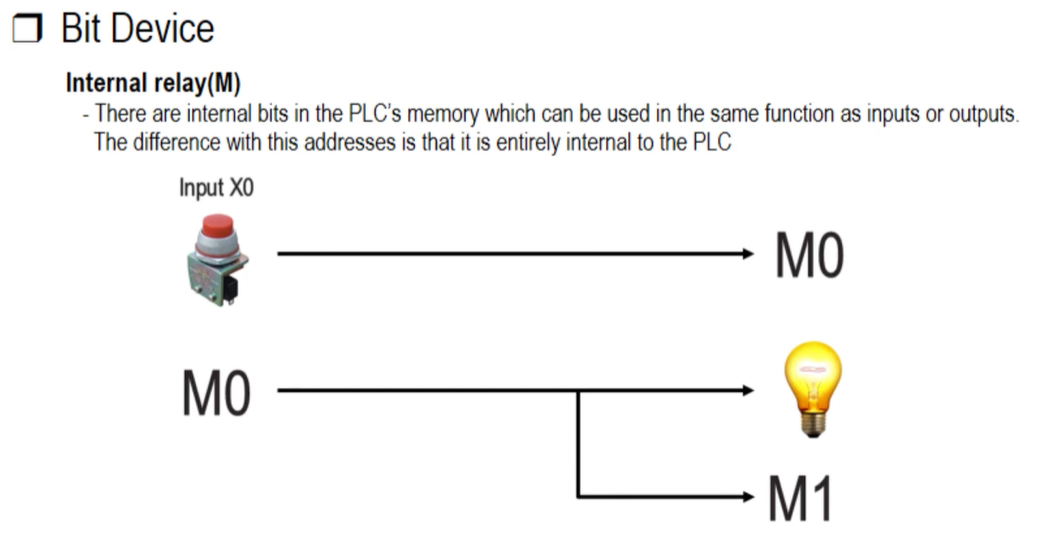 Bit Device
Internal relay(M)
- There are internal bits in the PLC's memory which can be used in the same function as inputs or outputs.
The difference with this addresses is that it is entirely internal to the PLC
Input X0
M0
M0
M1